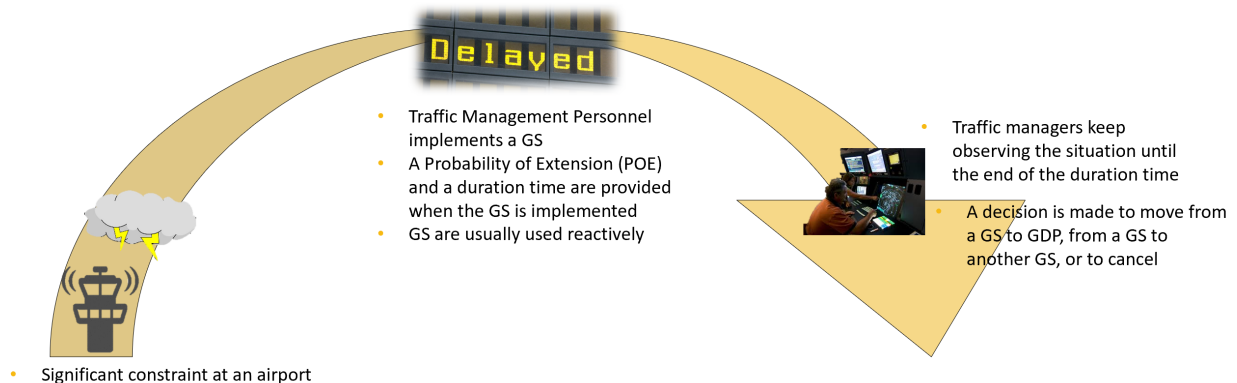 Delayed
• Traffic Management Personnel
implements a GS
• A Probability of Extension (POE)
and a duration time are provided
when the GS is implemented
• GS are usually used reactively
• Traffic managers keep
observing the situation until
the end of the duration time
• A decision is made to move from
a GS to GDP, from a GS to
another GS, or to cancel
• Significant constraint at an airport